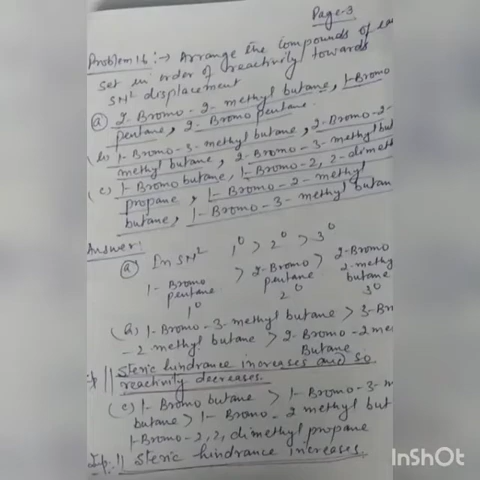 Page-3
Problem 16:→ Arrange the compounds of ea
set in order of reactivity towards
SN² displacement
(a) 2-Bromo-2-methyl butane, 1-Bromo
pentane, 2-Bromo pentane
(b) 1-Bromo-3-methyl butane, 2-Bromo-2-
methyl butane, 2-Bromo-3-methyl but
(c) 1-Bromo butane, 1-Bromo-2,2-dimeth
propane, 1-Bromo-2-methyl
butane, 1-Bromo-3-methyl butan
Answer:
(a) In SN² 1° > 2° > 3°
1-Bromo > 2-Bromo > 2-Bromo
pentane pentane 2-methy
butane
1° 2° 3°
(b) 1-Bromo-3-methyl butane > 3-Br
-2-methyl butane > 2-Bromo-2 me
Butane
Steric hindrance increases and so
reactivity decreases.
(c) 1-Bromo butane > 1-Bromo-3-m
butane > 1-Bromo-2 methyl but
1-Bromo-2,2, dimethyl propane
Steric hindrance increases
InShOt